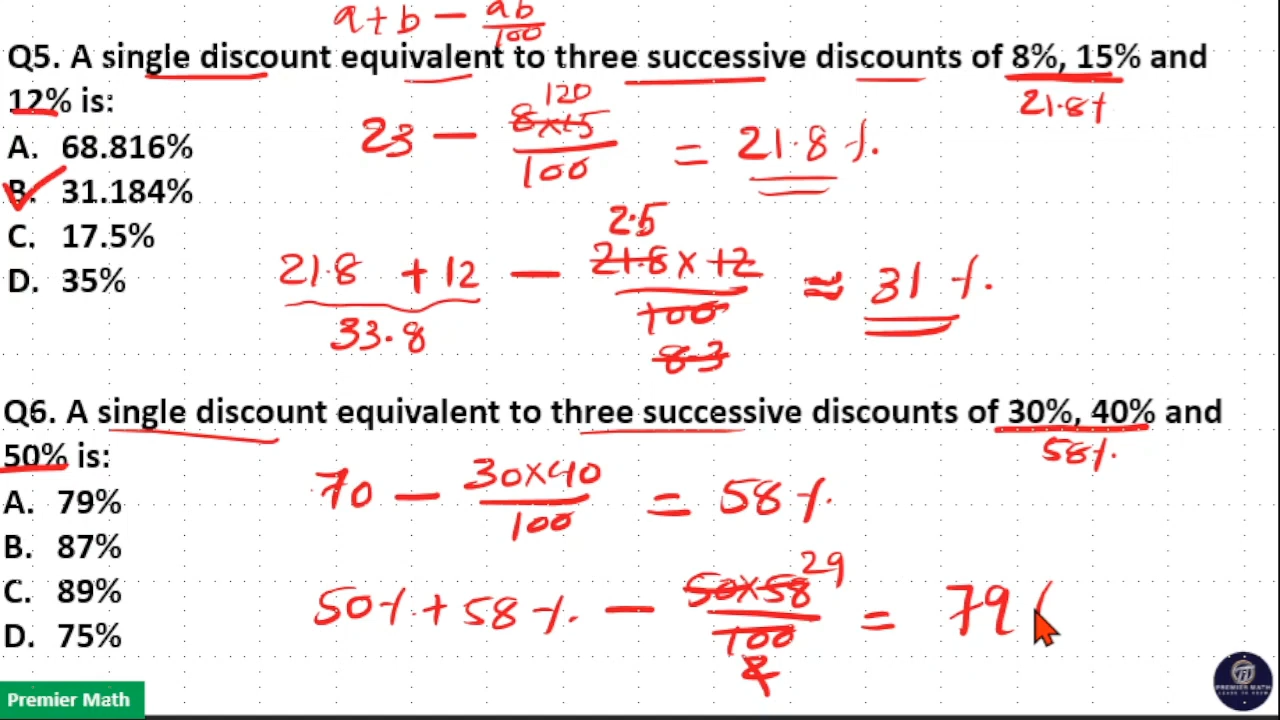 a + b - ab/100
Q5. A single discount equivalent to three successive discounts of 8%, 15% and
12% is:
21.8%
A. 68.816%
23 - 8×15/100 = 21.8%
120
B. 31.184%
C. 17.5%
D. 35%
2.5
21.8 + 12 - 21.8 × 12/100 ≈ 31%
33.8
8.3
Q6. A single discount equivalent to three successive discounts of 30%, 40% and
50% is:
58%
A. 79%
70 - 30×40/100 = 58%
B. 87%
C. 89%
29
50% + 58% - 50×58/100 = 79
D. 75%
Premier Math
PREMIER MATH